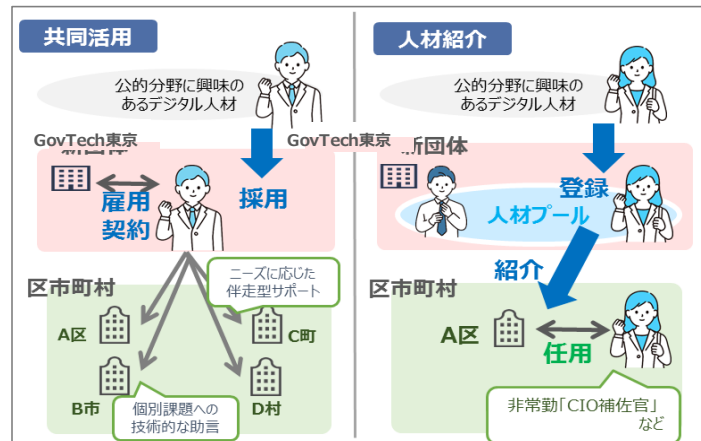 共同活用
公的分野に興味の
あるデジタル人材
GovTech東京
新団体
雇用
契約
採用
区市町村
ニーズに応じた
伴走型サポート
A区
C町
B市
D村
個別課題への
技術的な助言
人材紹介
公的分野に興味の
あるデジタル人材
GovTech東京
新団体
登録
人材プール
紹介
区市町村
A区
任用
非常勤「CIO補佐官」
など